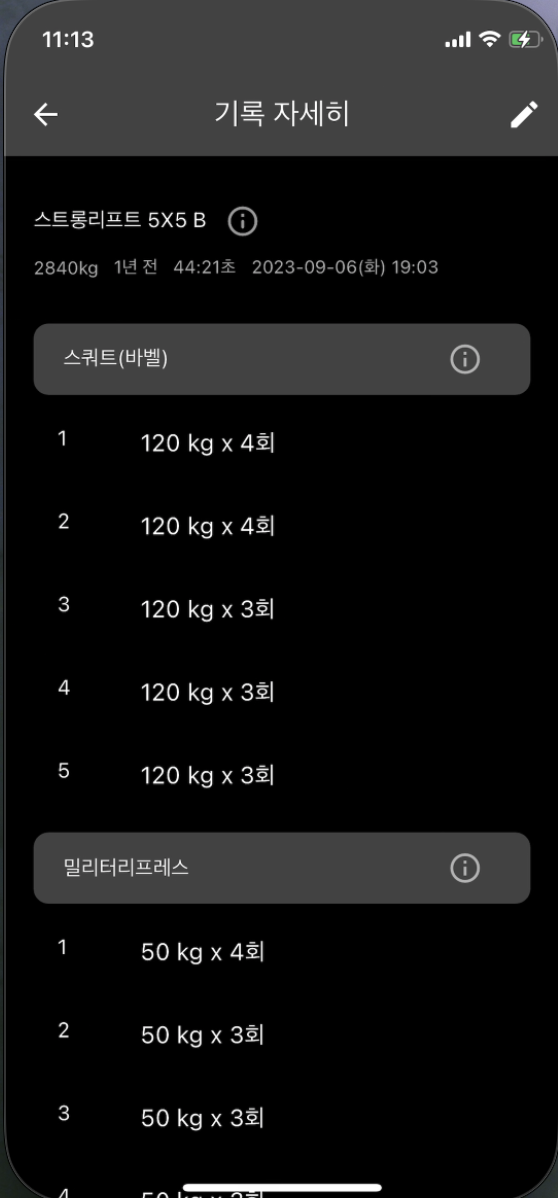 11:13
기록 자세히
스트롱리프트 5X5 B
2840kg 1년 전 44:21초 2023-09-06(화) 19:03
스쿼트(바벨)
1 120 kg x 4회
2 120 kg x 4회
3 120 kg x 3회
4 120 kg x 3회
5 120 kg x 3회
밀리터리프레스
1 50 kg x 4회
2 50 kg x 3회
3 50 kg x 3회
4 50 kg x